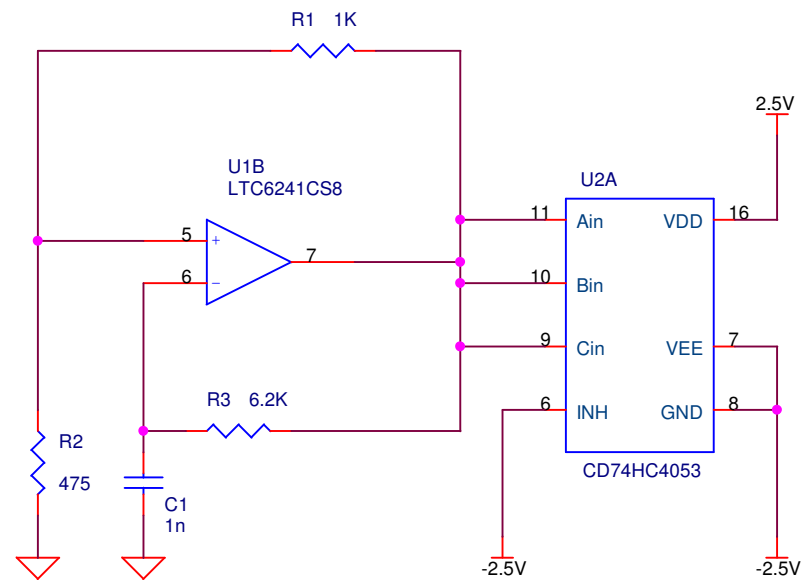 R1 1K
2.5V
U1B
LTC6241CS8
U2A
5
+
6
−
7
11
Ain
VDD
16
10
Bin
9
Cin
VEE
7
6
INH
GND
8
R3 6.2K
R2
475
C1
1n
CD74HC4053
-2.5V
-2.5V